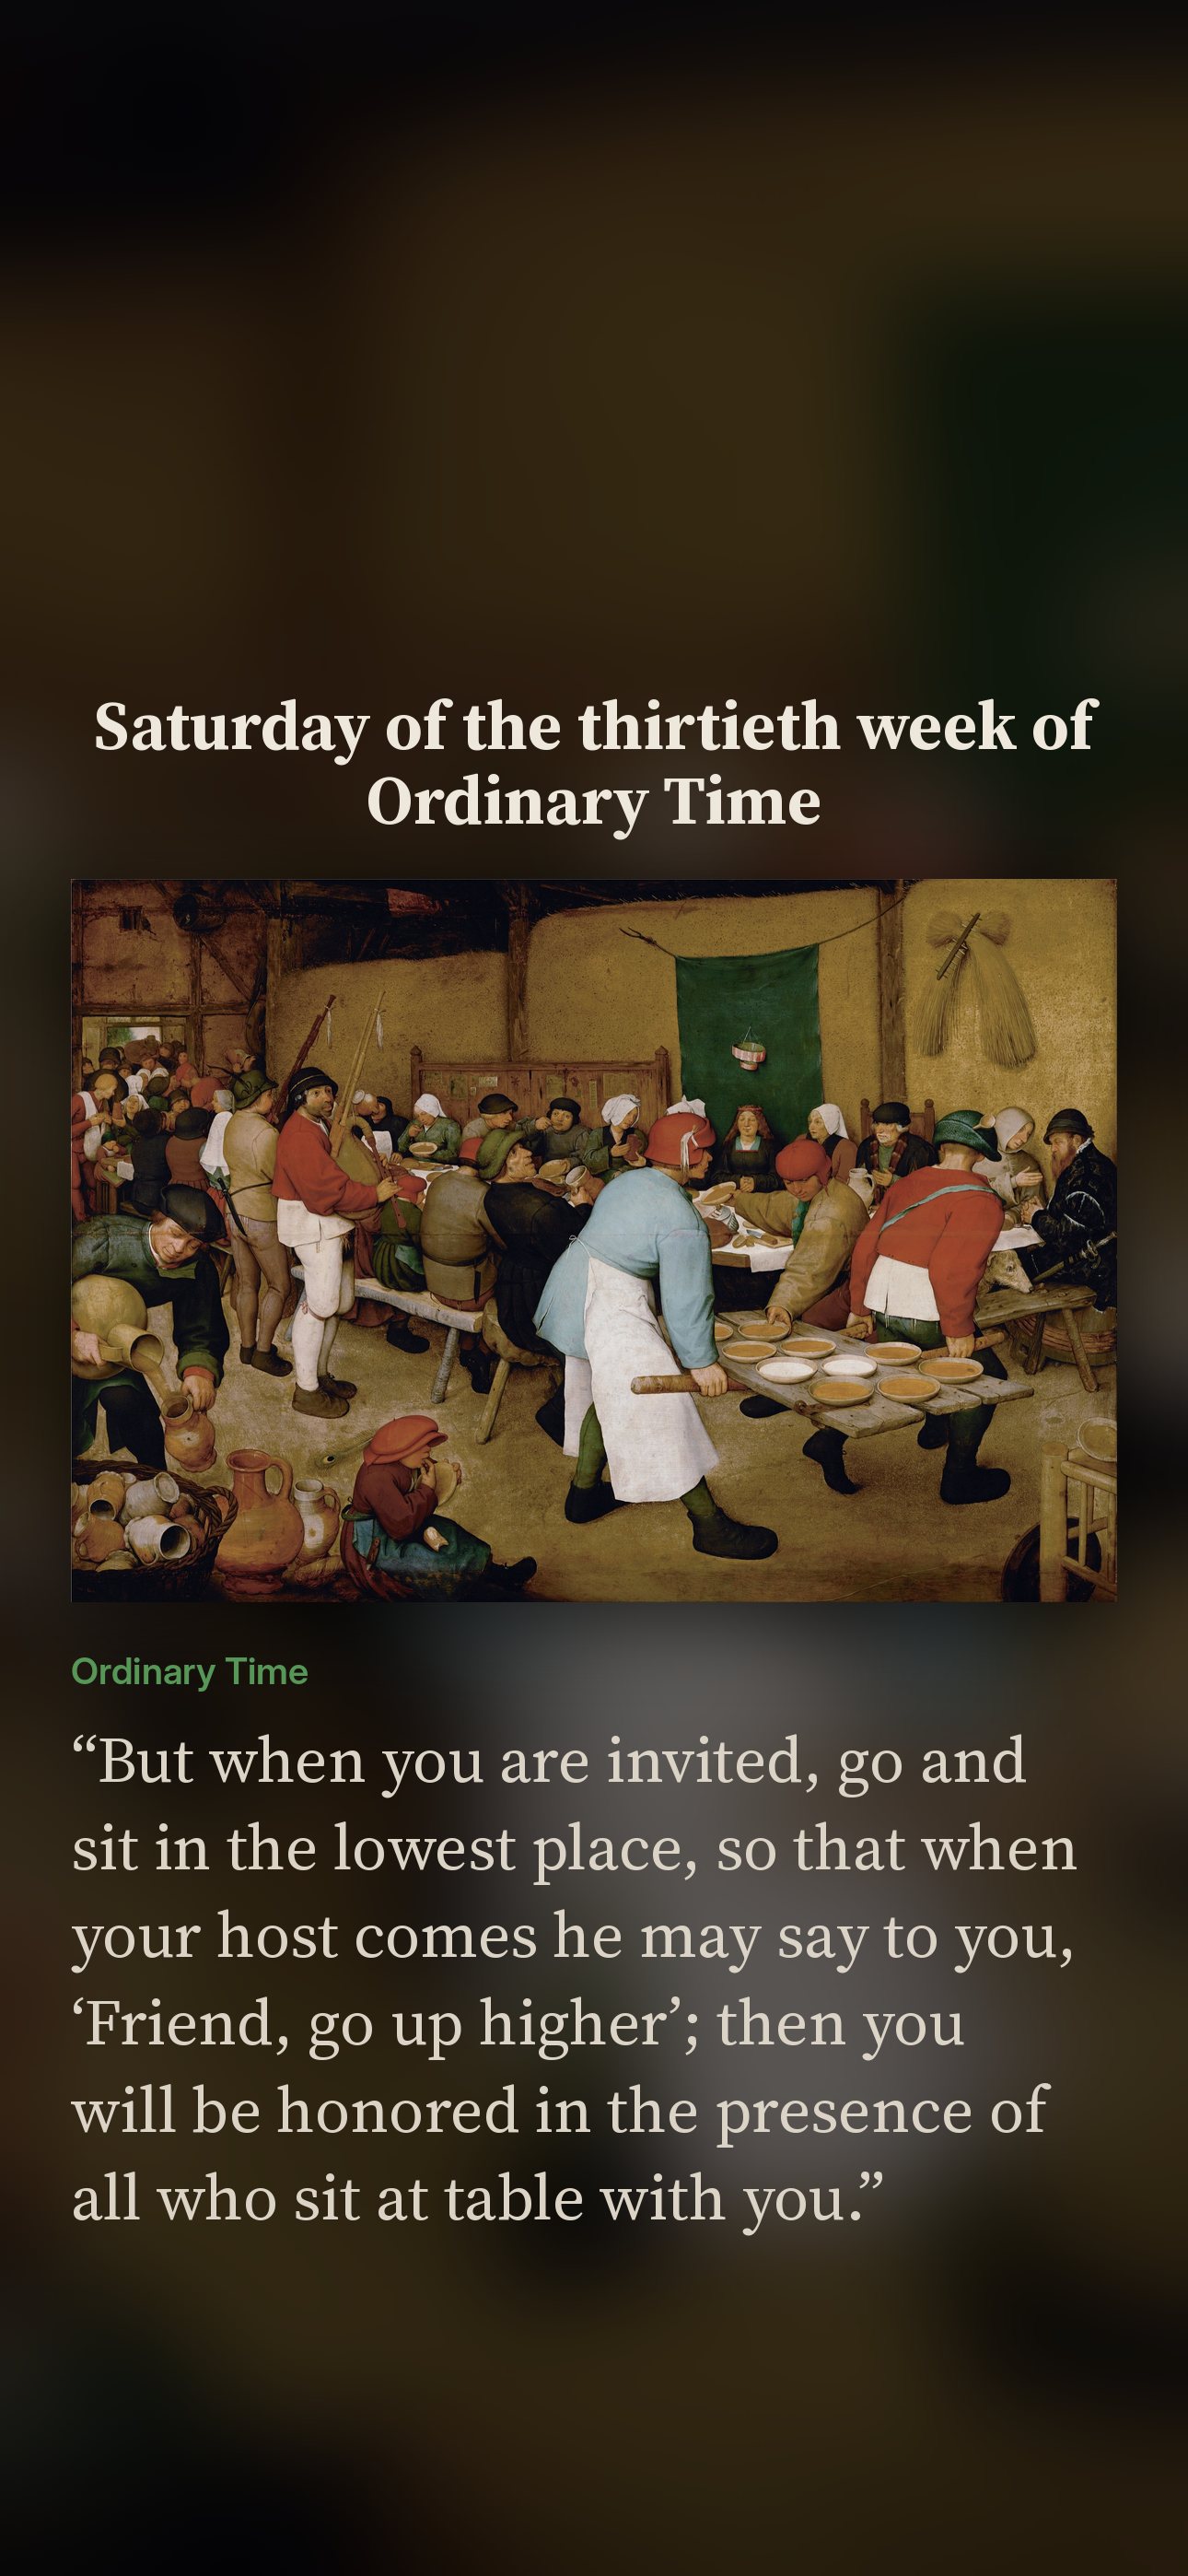 Saturday of the thirtieth week of
Ordinary Time
Ordinary Time
“But when you are invited, go and
sit in the lowest place, so that when
your host comes he may say to you,
‘Friend, go up higher’; then you
will be honored in the presence of
all who sit at table with you.”